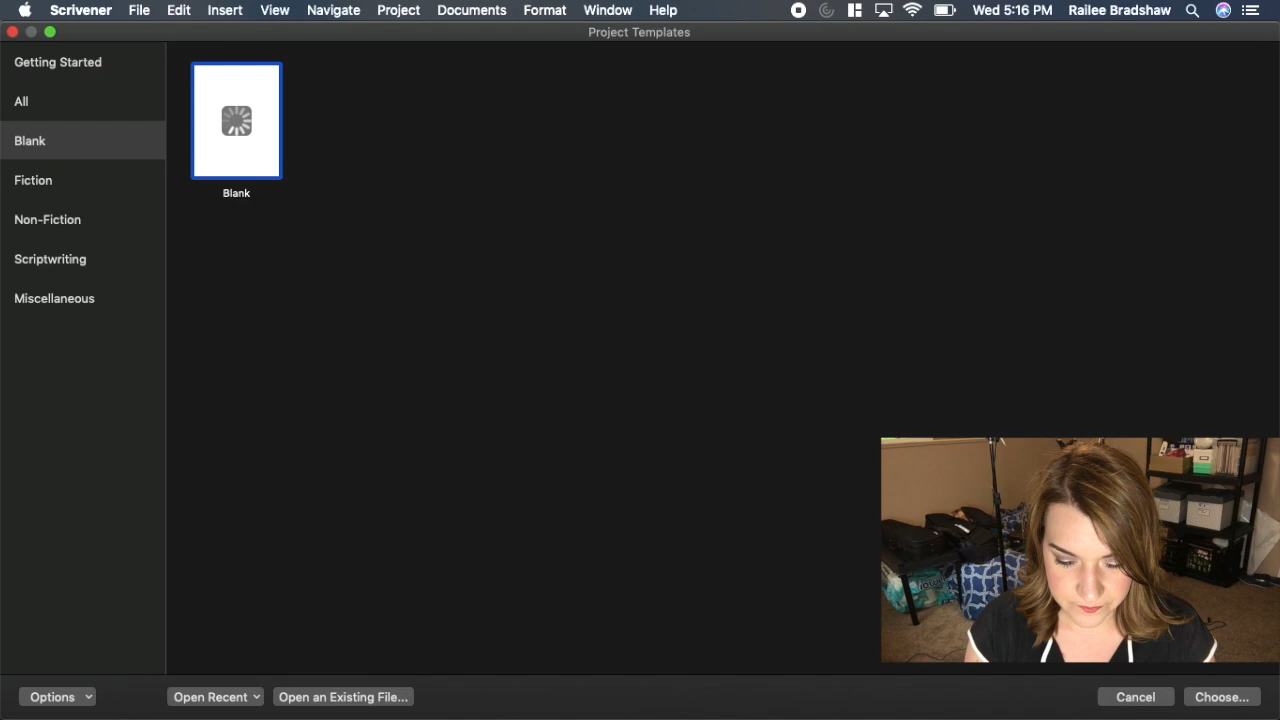 Scrivener File Edit Insert View Navigate Project Documents Format Window Help Wed 5:16 PM Railee Bradshaw
Project Templates
Getting Started
All
Blank
Fiction
Non-Fiction
Scriptwriting
Miscellaneous
Blank
Options Open Recent Open an Existing File... Cancel Choose...